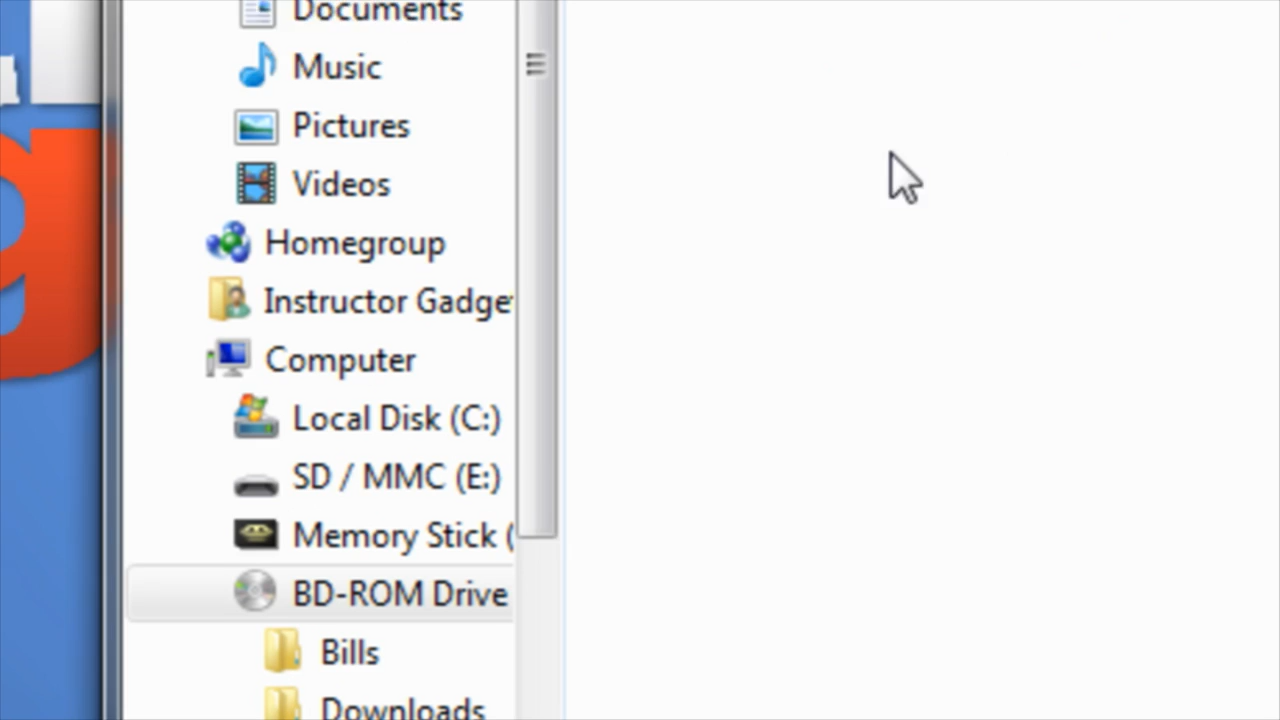 Documents
Music
Pictures
Videos
Homegroup
Instructor Gadge
Computer
Local Disk (C:)
SD / MMC (E:)
Memory Stick (
BD-ROM Drive
Bills
Downloads
g